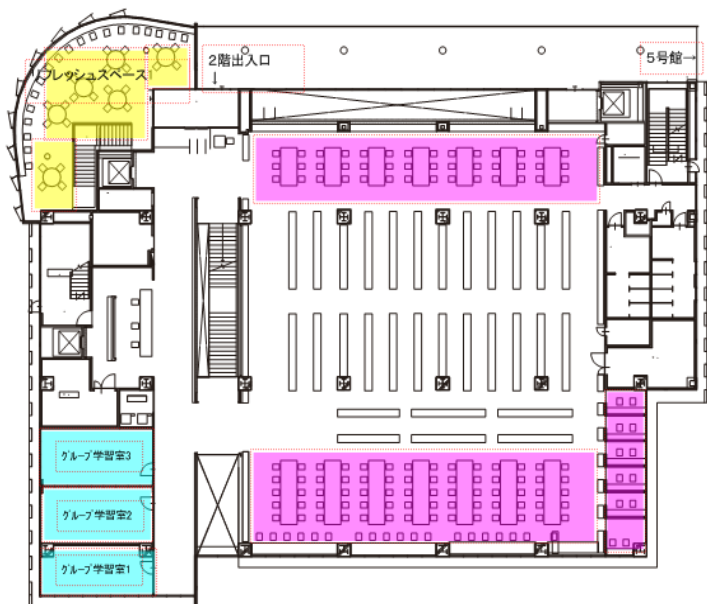 2階出入口
5号館→
リフレッシュスペース1
グループ学習室3
グループ学習室2
グループ学習室1